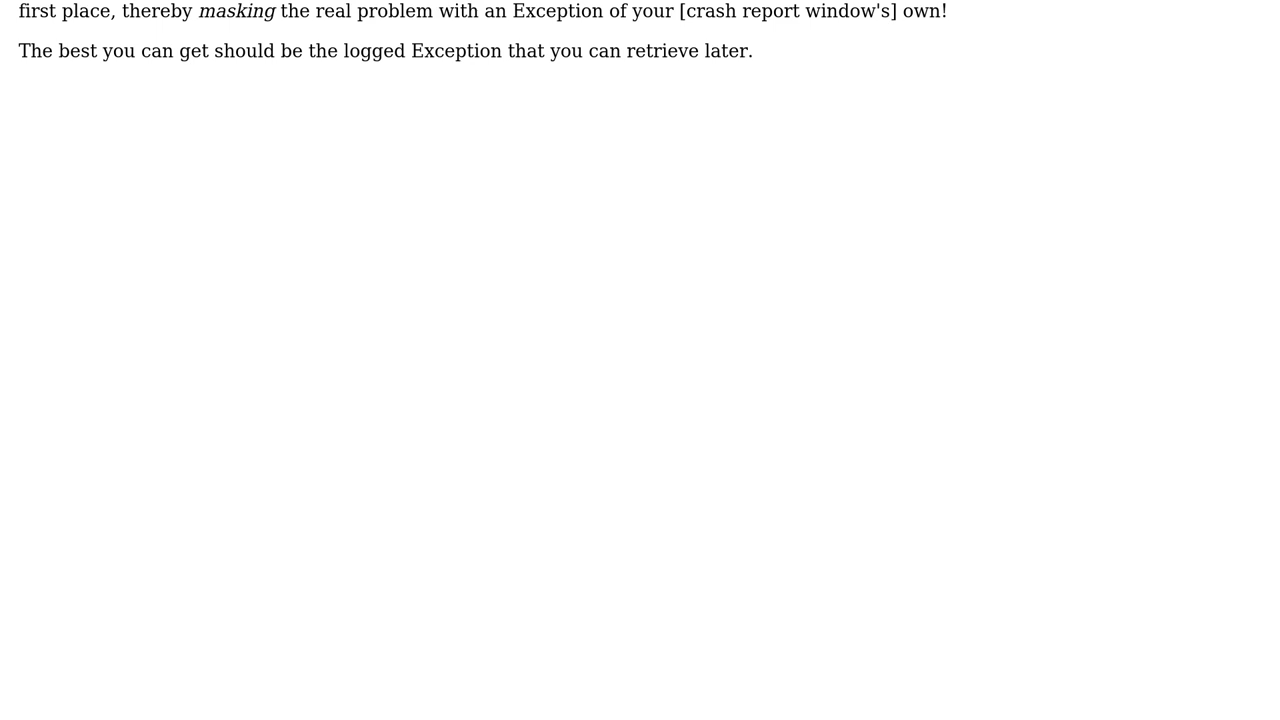 first place, thereby masking the real problem with an Exception of your [crash report window's] own!
The best you can get should be the logged Exception that you can retrieve later.